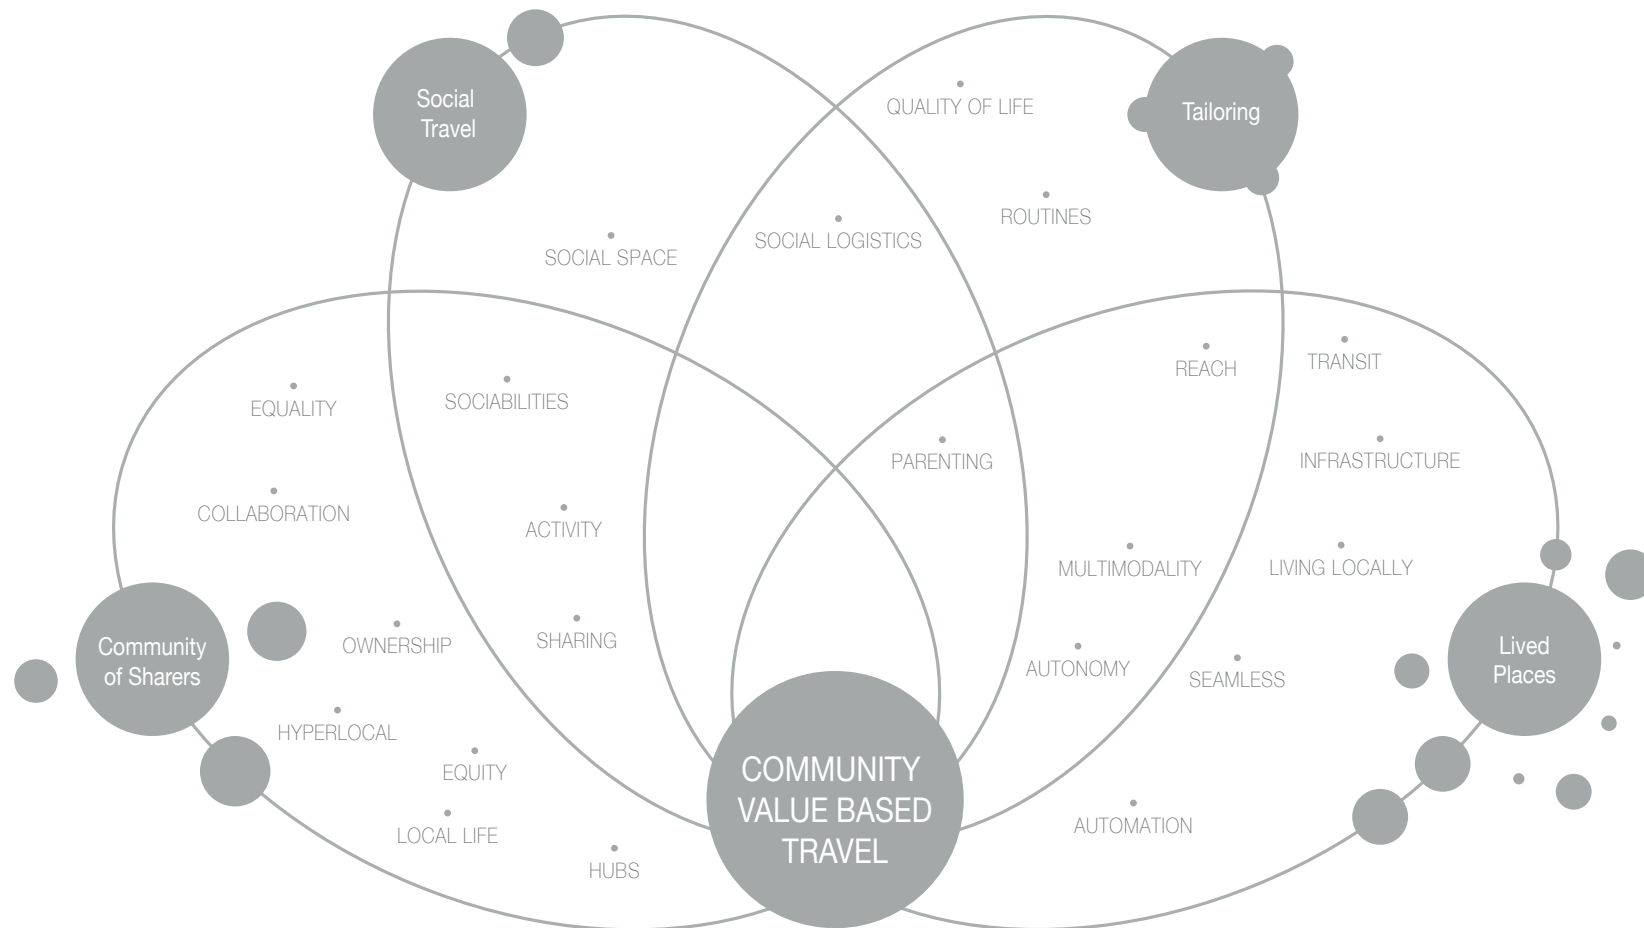 Social
Travel
QUALITY OF LIFE
Tailoring
ROUTINES
SOCIAL LOGISTICS
SOCIAL SPACE
REACH
TRANSIT
EQUALITY
SOCIABILITIES
PARENTING
INFRASTRUCTURE
COLLABORATION
ACTIVITY
MULTIMODALITY
LIVING LOCALLY
Community
of Sharers
OWNERSHIP
SHARING
AUTONOMY
SEAMLESS
Lived
Places
HYPERLOCAL
EQUITY
COMMUNITY
VALUE BASED
TRAVEL
LOCAL LIFE
AUTOMATION
HUBS